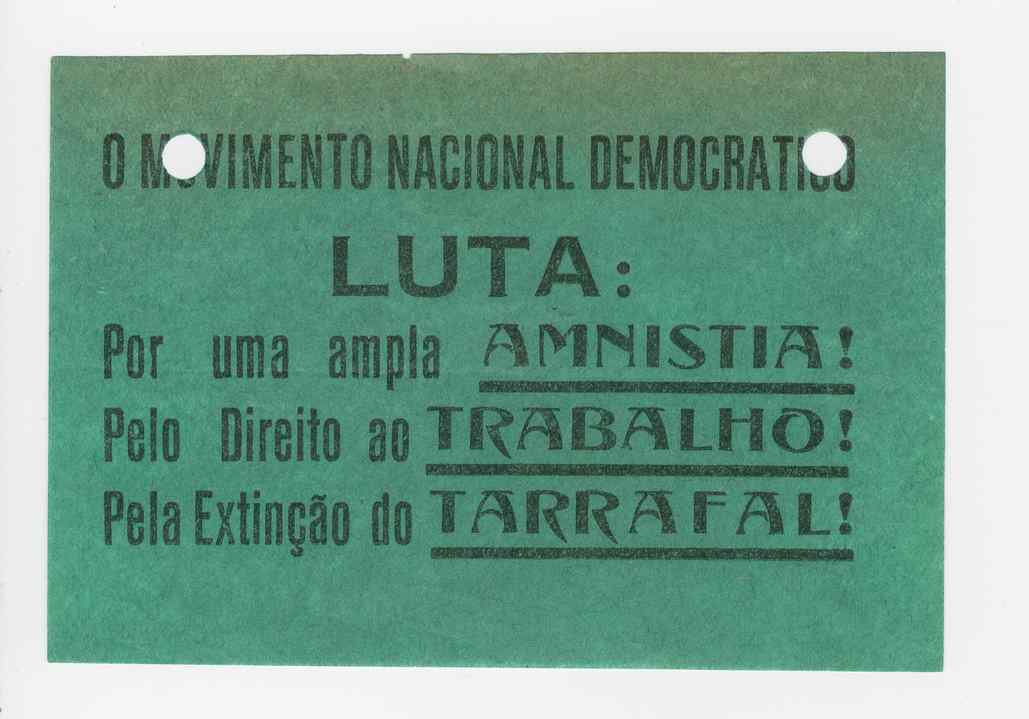 O MOVIMENTO NACIONAL DEMOCRATICO
LUTA:
Por uma ampla AMNISTIA!
Pelo Direito ao TRABALHO!
Pela Extinção do TARRAFAL!